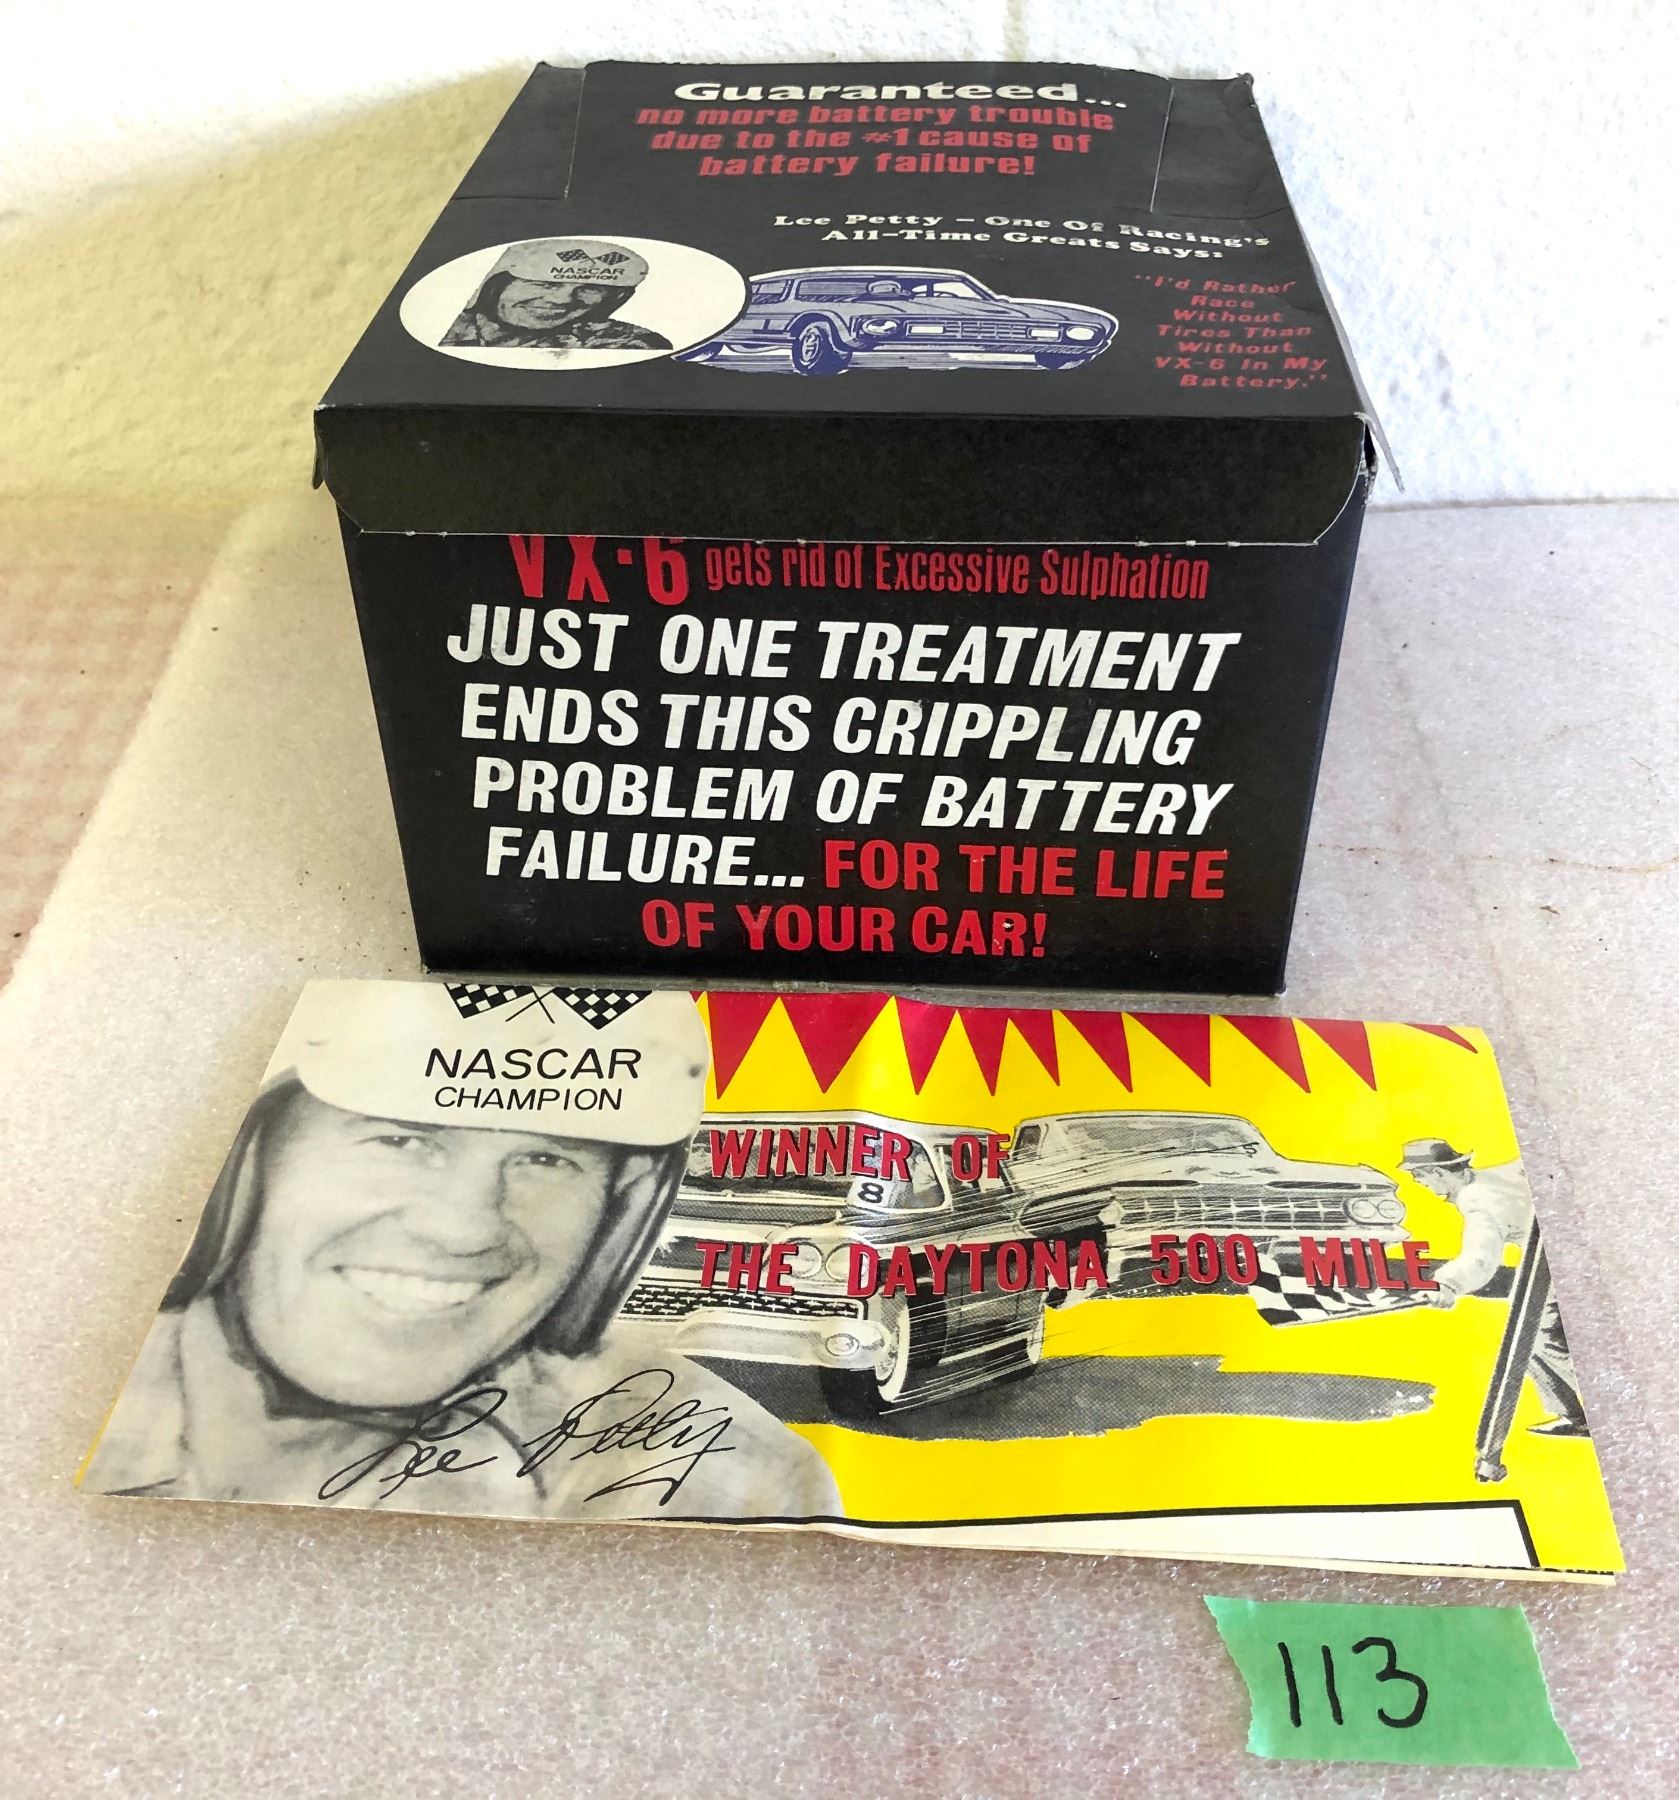 Guaranteed...
no more battery trouble
due to the #1 cause of
battery failure!
Lee Petty - One Of Racing's
All-Time Greats Says:
NASCAR
CHAMPION
"I'd Rather
Race
Without
Tires Than
Without
VX-6 In My
Battery."
VX-6 gets rid of Excessive Sulphation
JUST ONE TREATMENT
ENDS THIS CRIPPLING
PROBLEM OF BATTERY
FAILURE... FOR THE LIFE
OF YOUR CAR!
NASCAR
CHAMPION
WINNER OF
8
THE DAYTONA 500 MILE
Lee Petty
113